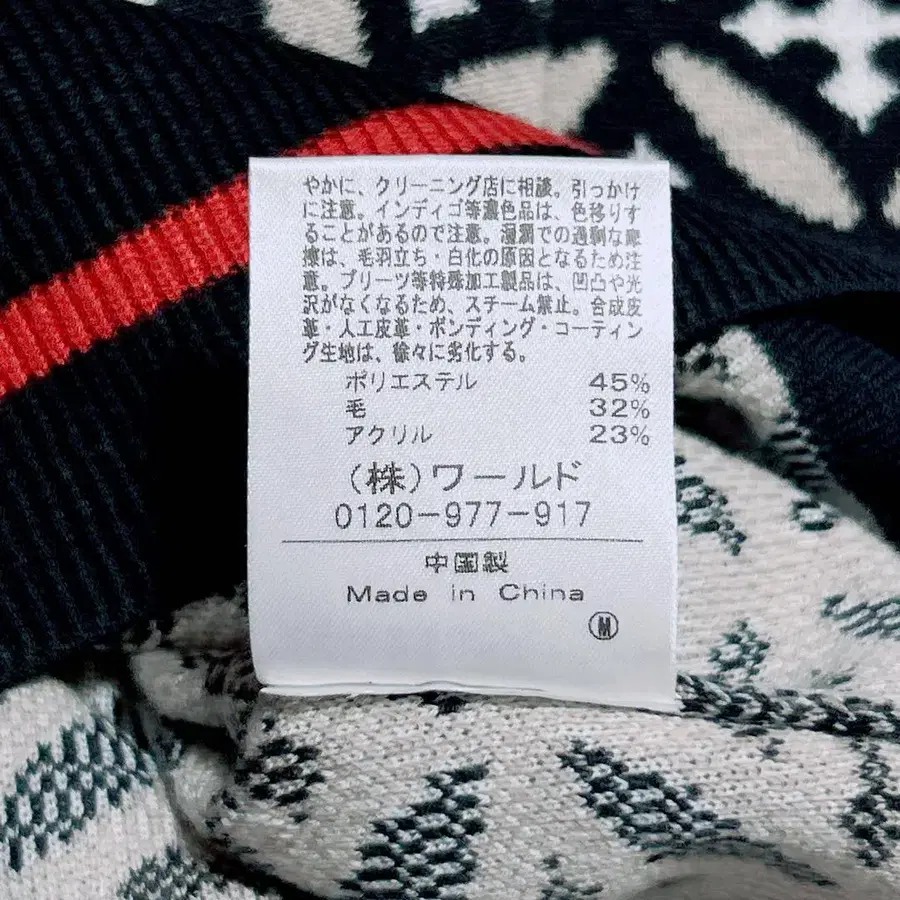 やかに、クリーニング店に相談。引っかけ
に注意。インディゴ等濃色品は、色移りす
ることがあるので注意。湿潤での過剰な摩
擦は、毛羽立ち・白化の原因となるため注
意。プリーツ等特殊加工製品は、凹凸や光
沢がなくなるため、スチーム禁止。合成皮
革・人工皮革・ボンディング・コーティン
グ生地は、徐々に劣化する。
ポリエステル 45%
毛 32%
アクリル 23%
(株)ワールド
0120-977-917
中国製
Made in China
M